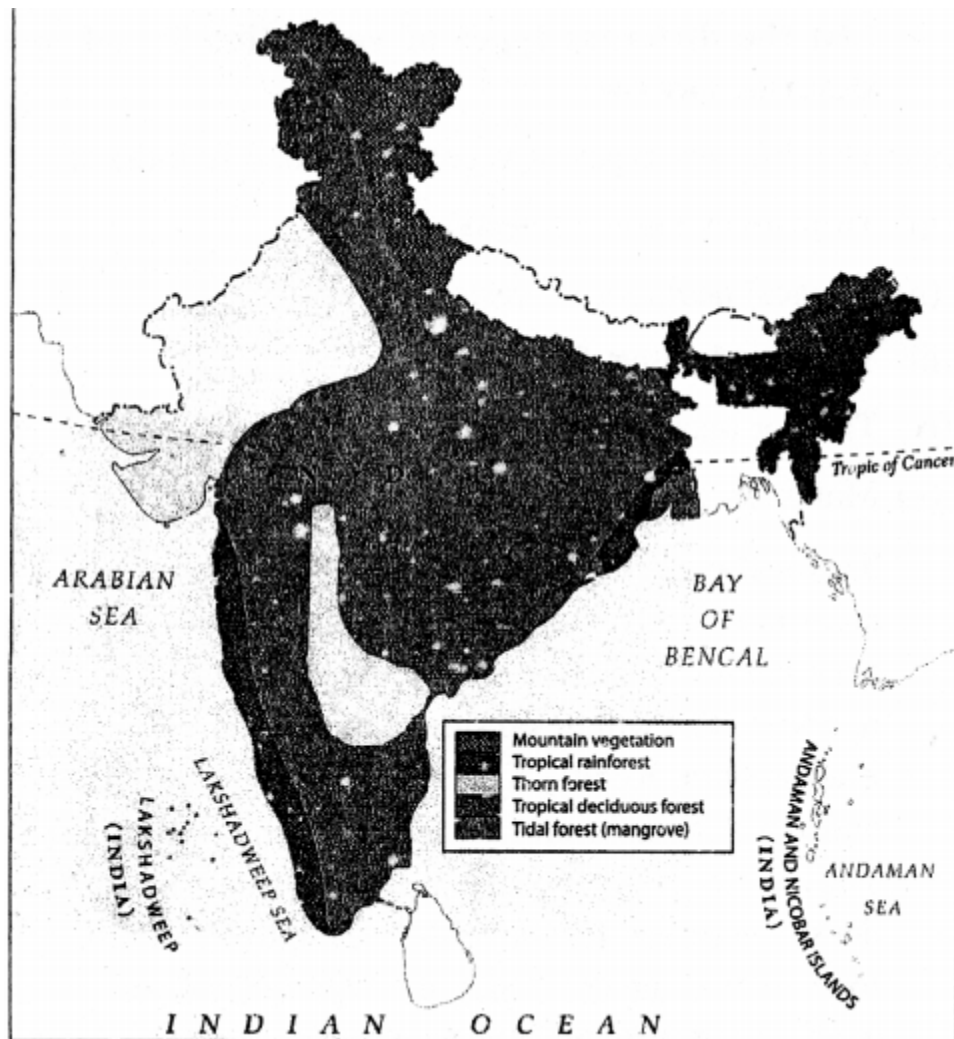 Tropic of Cancer
ARABIAN
SEA
BAY
OF
BENCAL
Mountain vegetation
Tropical rainforest
Thorn forest
Tropical deciduous forest
Tidal forest (mangrove)
LAKSHADWEEP
(INDIA)
LAKSHADWEEP SEA
ANDAMAN AND NICOBAR ISLANDS
(INDIA)
ANDAMAN
SEA
INDIAN OCEAN